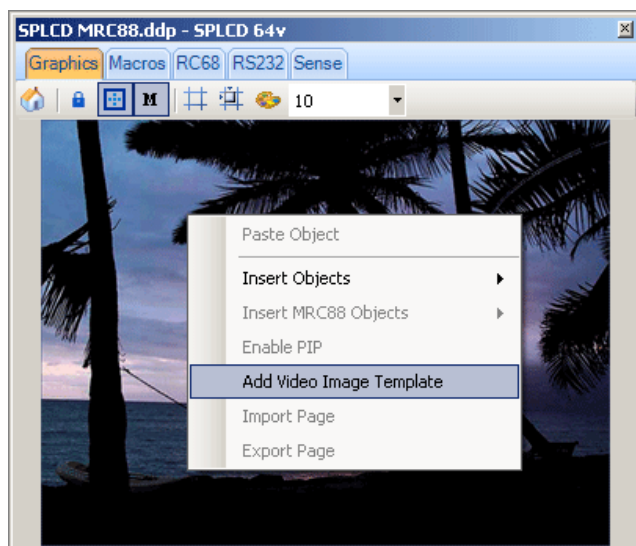 SPLCD MRC88.ddp - SPLCD 64v
Graphics Macros RC68 RS232 Sense
M 10
Paste Object
Insert Objects
Insert MRC88 Objects
Enable PIP
Add Video Image Template
Import Page
Export Page